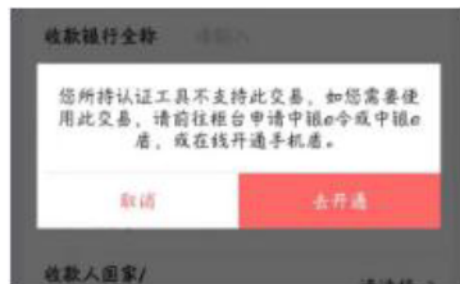 收款银行全称 请输入
您所持认证工具不支持此交易，如您需要使
用此交易，请前往柜台申请中银e令或中银e
盾，或在线开通手机盾。
取消 去开通
收款人国家/